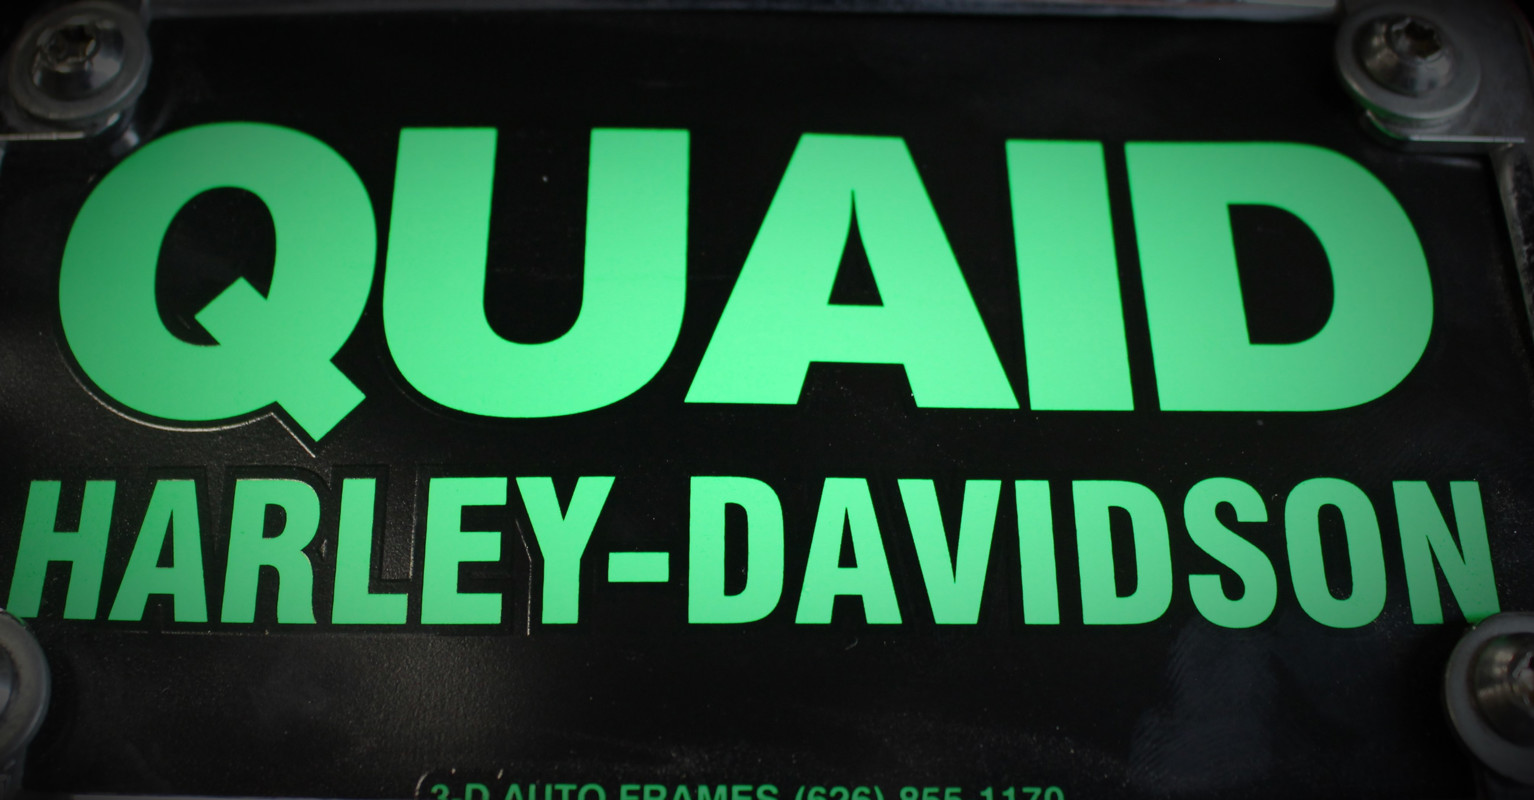 QUAID
HARLEY-DAVIDSON
3-D AUTO FRAMES (626) 855-1170